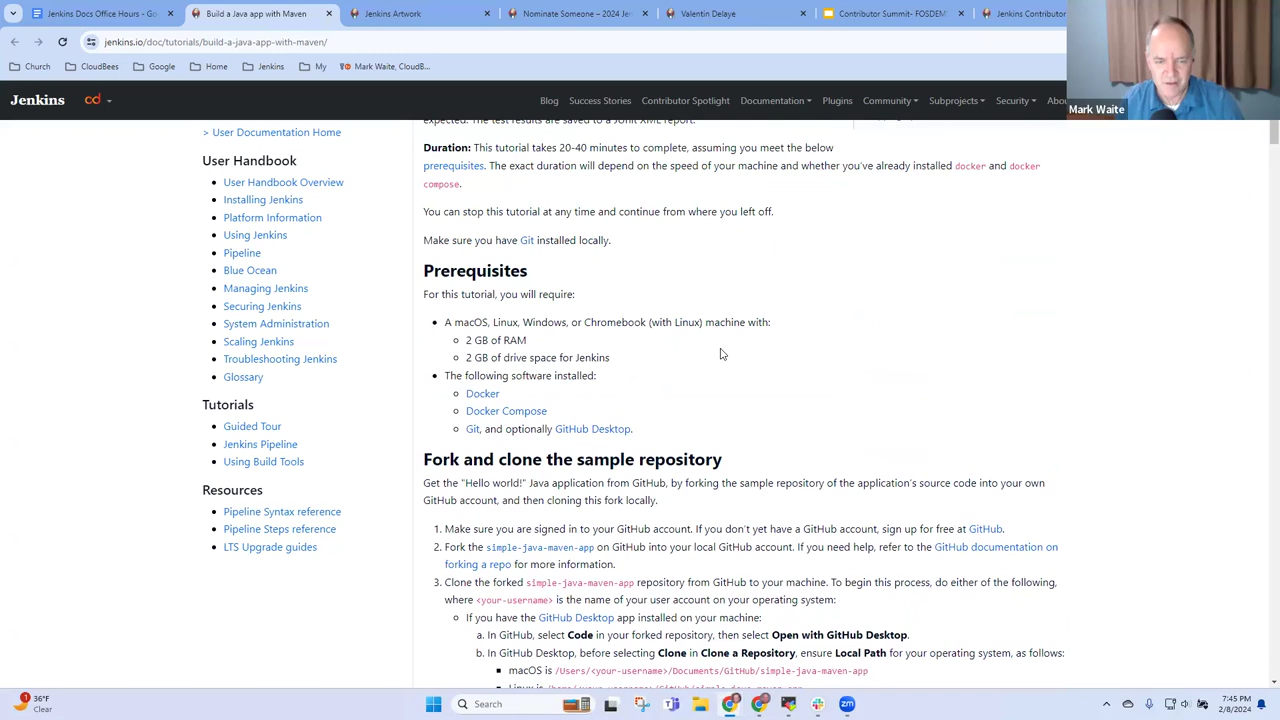 Jenkins Docs Office Hours - Go
Build a Java app with Maven
Jenkins Artwork
Nominate Someone – 2024 Jen
Valentin Delaye
Contributor Summit- FOSDEM
Jenkins Contributor
jenkins.io/doc/tutorials/build-a-java-app-with-maven/
Church
CloudBees
Google
Home
Jenkins
My
Mark Waite, CloudB...
Mark Waite
Jenkins
cd
Blog
Success Stories
Contributor Spotlight
Documentation
Plugins
Community
Subprojects
Security
Abou
> User Documentation Home
User Handbook
User Handbook Overview
Installing Jenkins
Platform Information
Using Jenkins
Pipeline
Blue Ocean
Managing Jenkins
Securing Jenkins
System Administration
Scaling Jenkins
Troubleshooting Jenkins
Glossary
Tutorials
Guided Tour
Jenkins Pipeline
Using Build Tools
Resources
Pipeline Syntax reference
Pipeline Steps reference
LTS Upgrade guides
expected. The test results are saved to a JUnit XML report.
Duration: This tutorial takes 20-40 minutes to complete, assuming you meet the below
prerequisites. The exact duration will depend on the speed of your machine and whether you've already installed docker and docker
compose.
You can stop this tutorial at any time and continue from where you left off.
Make sure you have Git installed locally.
Prerequisites
For this tutorial, you will require:
A macOS, Linux, Windows, or Chromebook (with Linux) machine with:
2 GB of RAM
2 GB of drive space for Jenkins
The following software installed:
Docker
Docker Compose
Git, and optionally GitHub Desktop.
Fork and clone the sample repository
Get the "Hello world!" Java application from GitHub, by forking the sample repository of the application's source code into your own
GitHub account, and then cloning this fork locally.
1. Make sure you are signed in to your GitHub account. If you don't yet have a GitHub account, sign up for free at GitHub.
2. Fork the simple-java-maven-app on GitHub into your local GitHub account. If you need help, refer to the GitHub documentation on
forking a repo for more information.
3. Clone the forked simple-java-maven-app repository from GitHub to your machine. To begin this process, do either of the following,
where <your-username> is the name of your user account on your operating system:
If you have the GitHub Desktop app installed on your machine:
a. In GitHub, select Code in your forked repository, then select Open with GitHub Desktop.
b. In GitHub Desktop, before selecting Clone in Clone a Repository, ensure Local Path for your operating system, as follows:
macOS is /Users/<your-username>/Documents/GitHub/simple-java-maven-app
Linux is /home/<your-username>/GitHub/simple-java-maven-app
1
36°F
Clear
Search
7:45 PM
2/8/2024